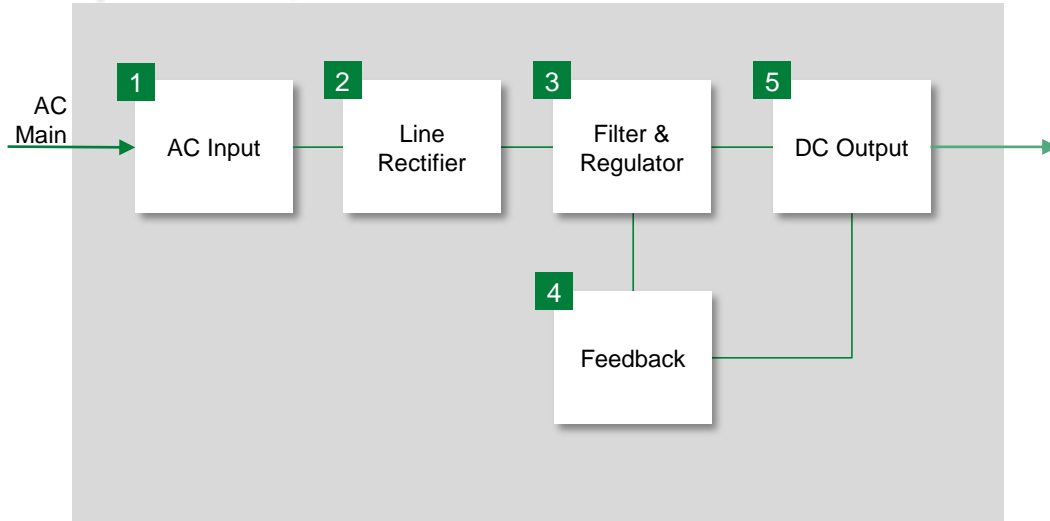 AC
Main
1
AC Input
2
Line
Rectifier
3
Filter &
Regulator
5
DC Output
4
Feedback